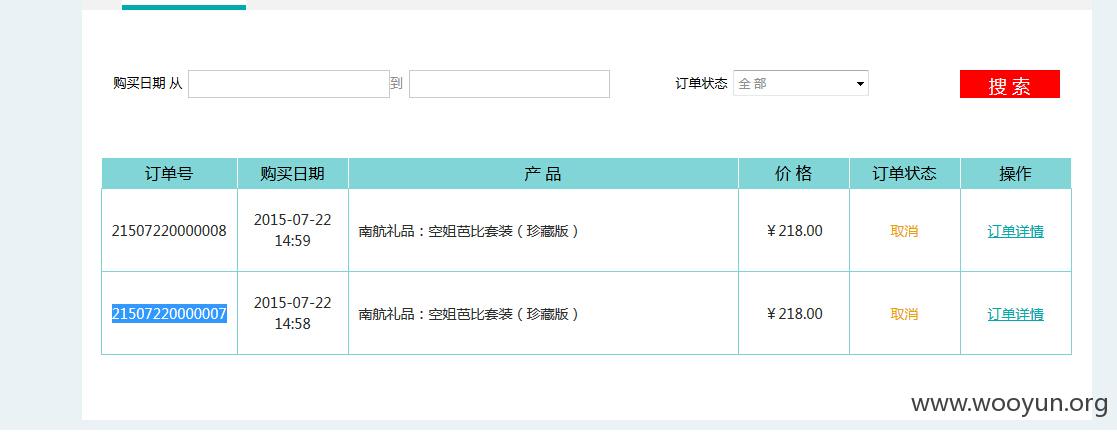 购买日期 从 到 订单状态 全 部 搜 索
订单号 购买日期 产 品 价 格 订单状态 操作
21507220000008 2015-07-22 14:59 南航礼品：空姐芭比套装（珍藏版） ￥218.00 取消 订单详情
21507220000007 2015-07-22 14:58 南航礼品：空姐芭比套装（珍藏版） ￥218.00 取消 订单详情
www.wooyun.org